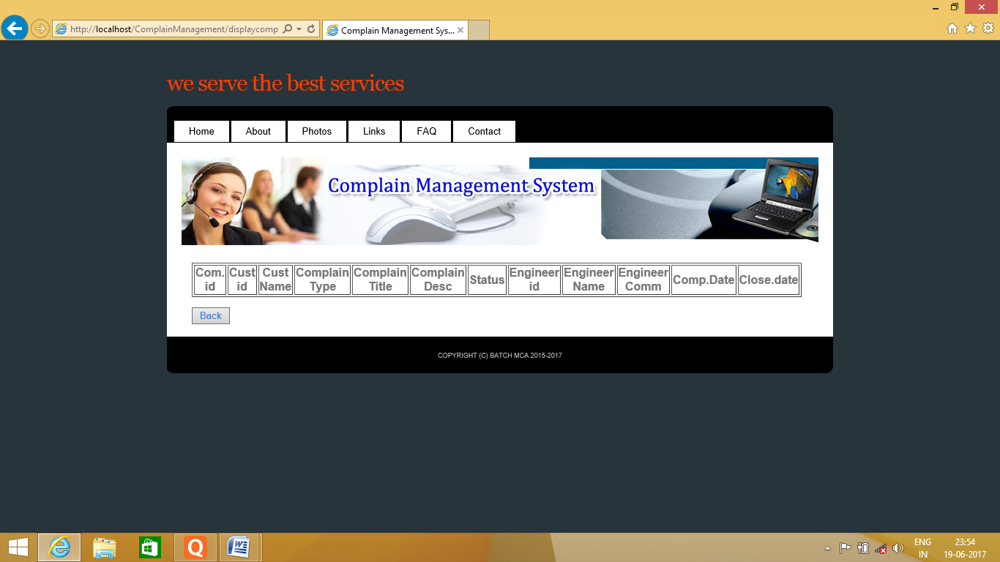 http://localhost/ComplainManagement/displaycomp
Complain Management Sys...
we serve the best services
Home About Photos Links FAQ Contact
Complain Management System
Com. id Cust id Cust Name Complain Type Complain Title Complain Desc Status Engineer id Engineer Name Engineer Comm Comp.Date Close.date
Back
COPYRIGHT (C) BATCH MCA 2015-2017
ENG 23:54
IN 19-06-2017